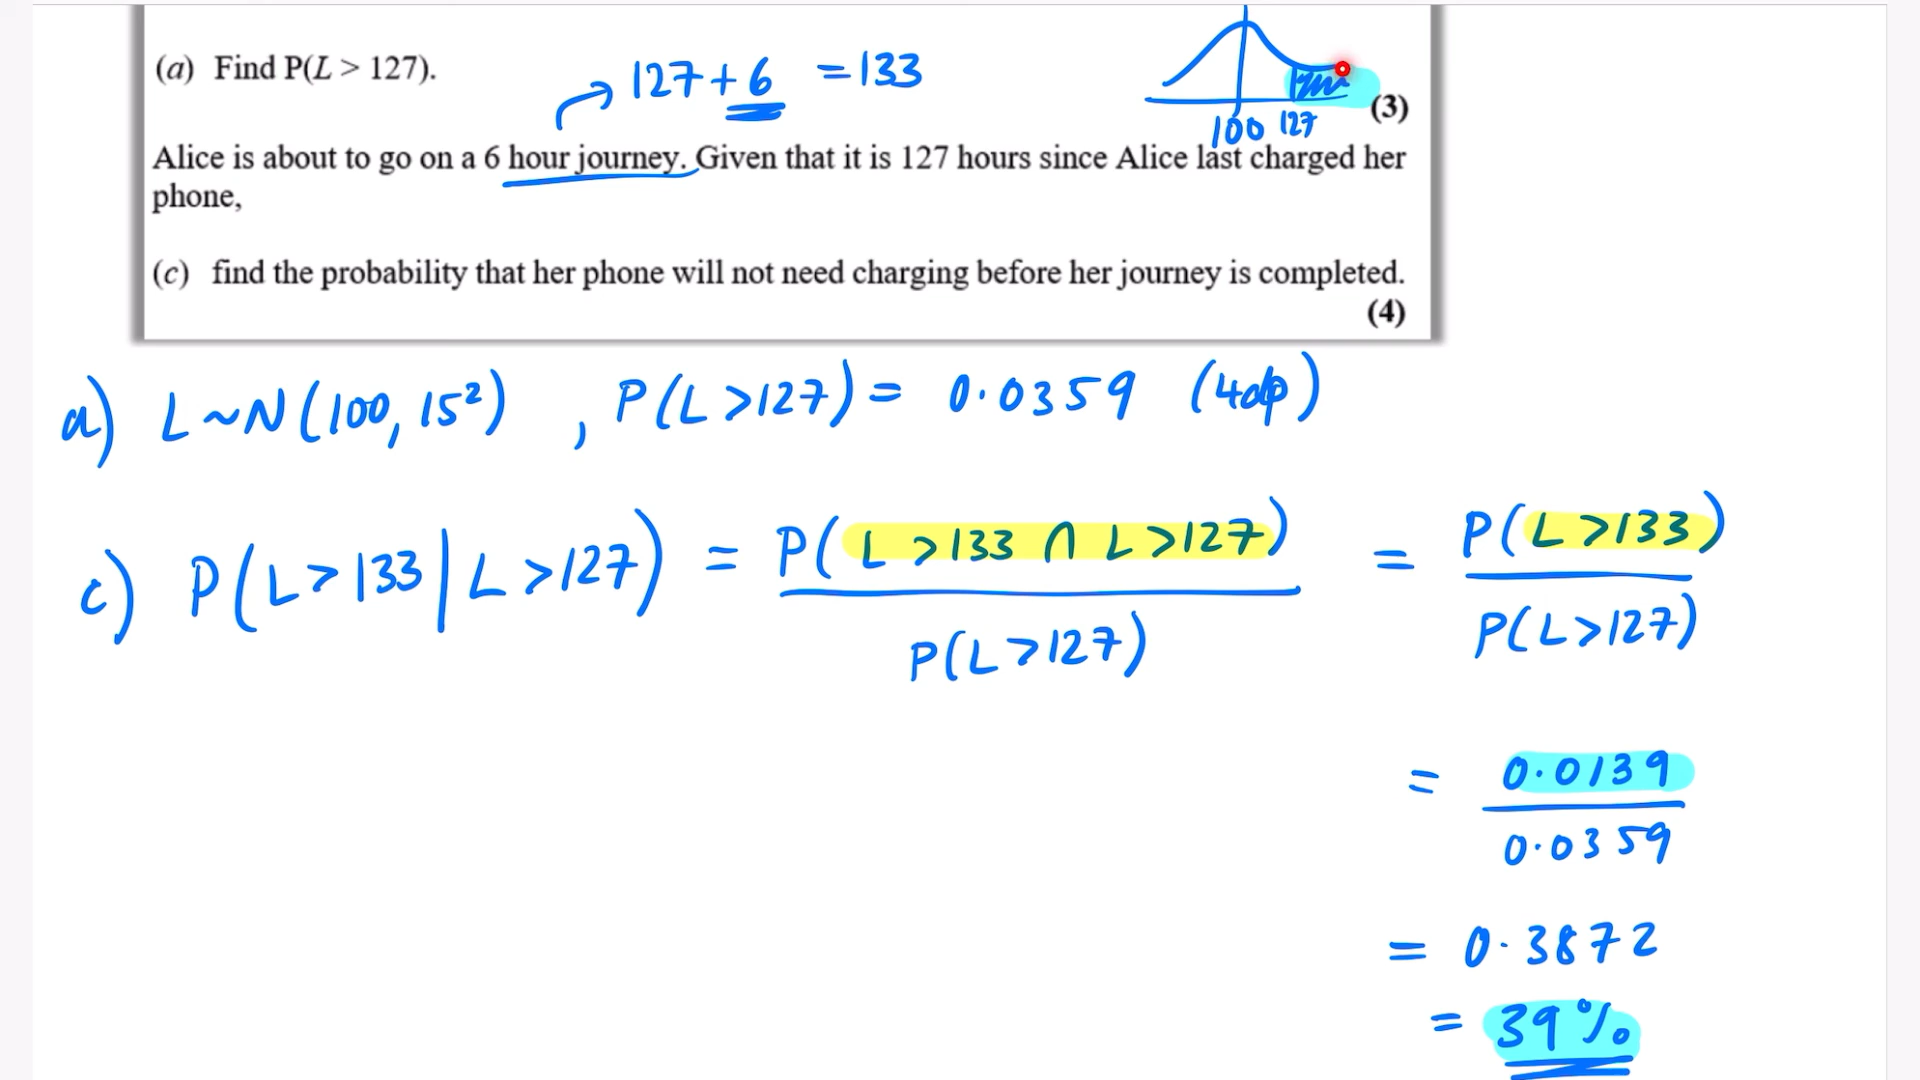 (a) Find P(L > 127).
127 + 6 = 133
100 127
(3)
Alice is about to go on a 6 hour journey. Given that it is 127 hours since Alice last charged her
phone,
(c) find the probability that her phone will not need charging before her journey is completed.
(4)
a) L ~ N(100, 15²) , P(L > 127) = 0.0359 (4dp)
c) P(L > 133 | L > 127) = P(L > 133 ∩ L > 127) = P(L > 133)
P(L > 127) P(L > 127)
= 0.0139
0.0359
= 0.3872
= 39%